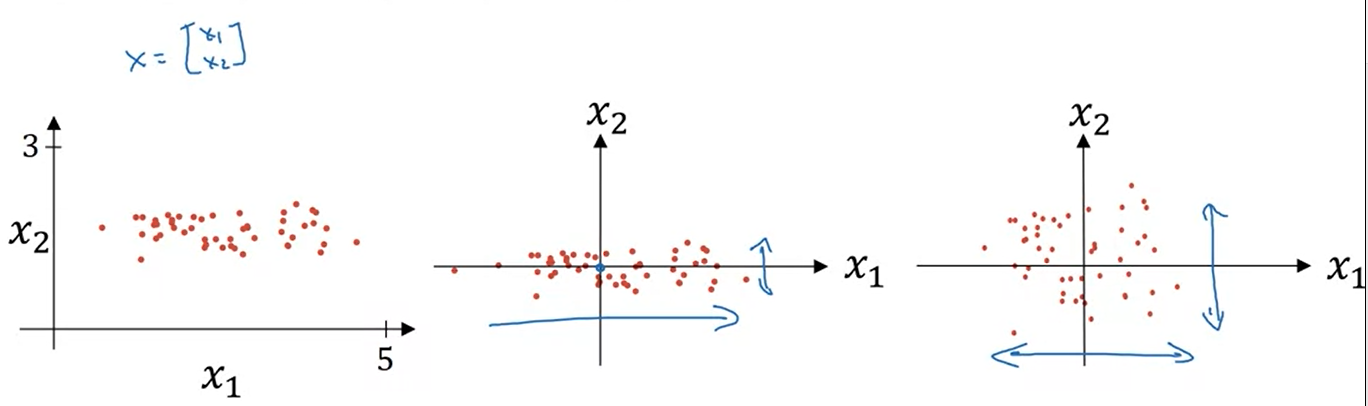 x = [x₁
x₂]
3
x₂
x₁
5
x₂
x₁
x₂
x₁